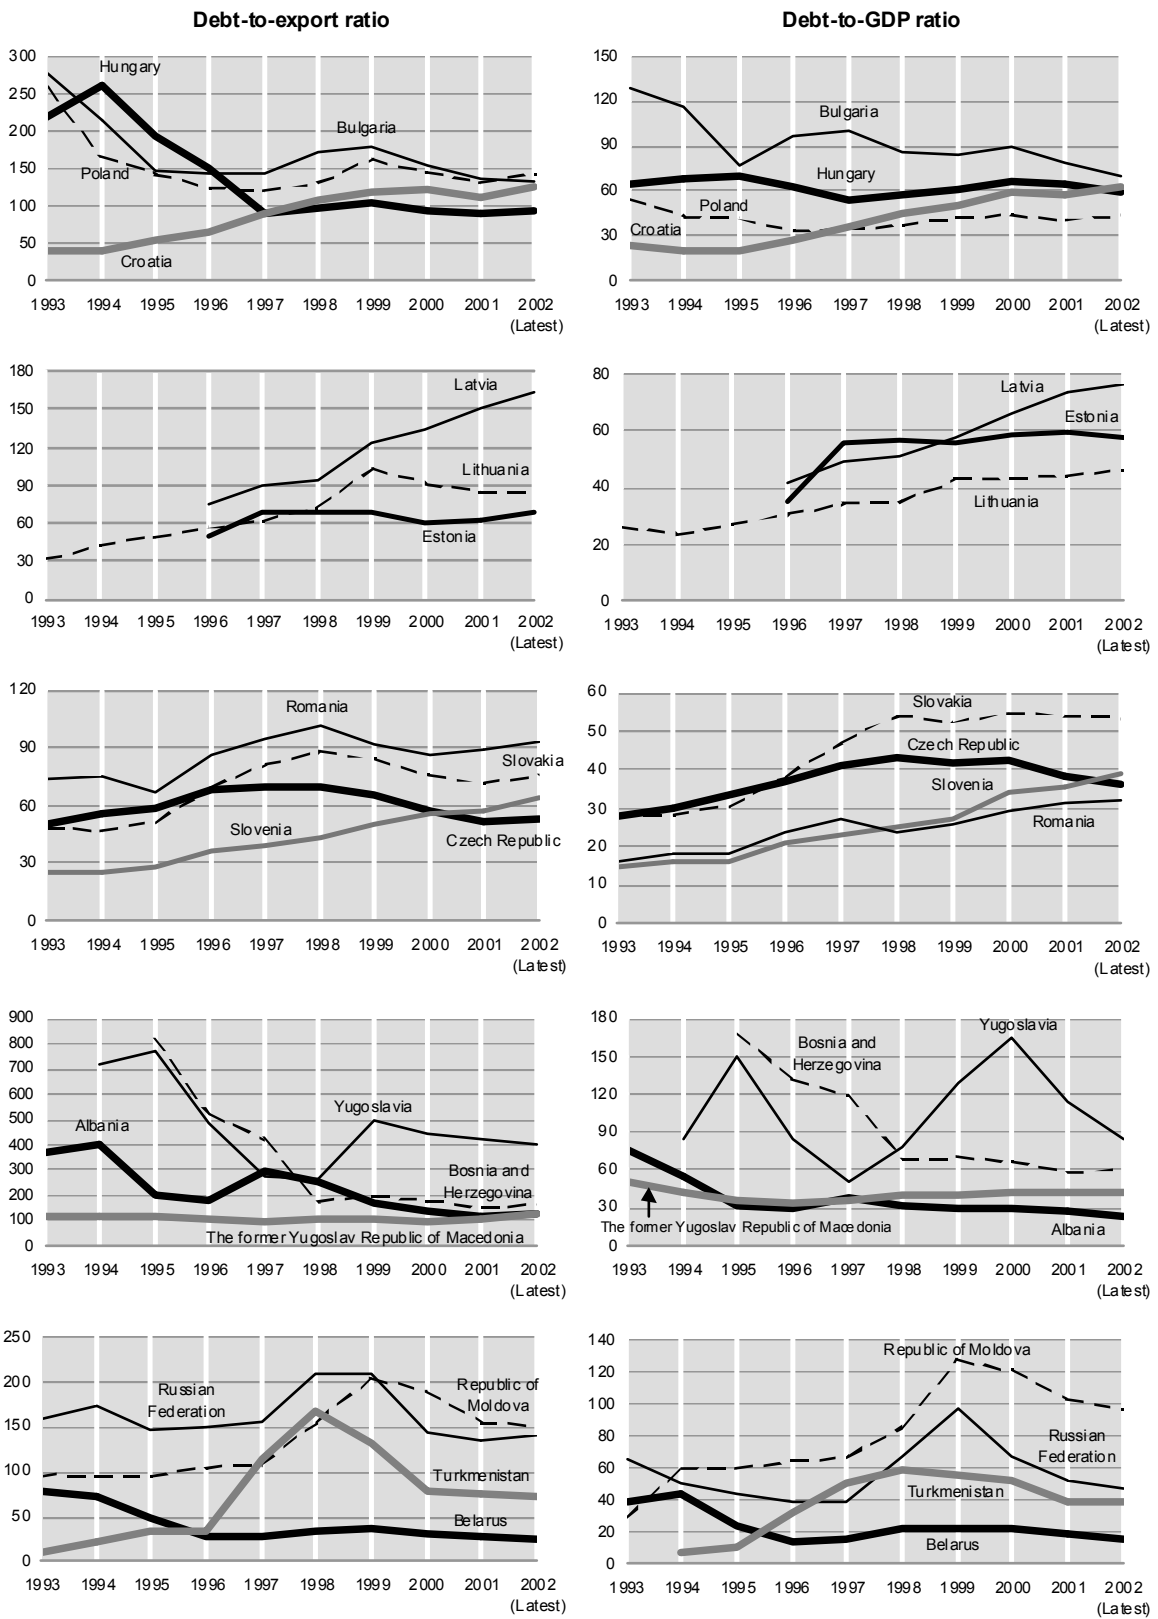 Debt-to-export ratio
300
250
200
150
100
50
0
Hungary
Bulgaria
Poland
Croatia
1993 1994 1995 1996 1997 1998 1999 2000 2001 2002
(Latest)
Debt-to-GDP ratio
150
120
90
60
30
0
Bulgaria
Hungary
Poland
Croatia
1993 1994 1995 1996 1997 1998 1999 2000 2001 2002
(Latest)
180
150
120
90
60
30
0
Latvia
Lithuania
Estonia
1993 1994 1995 1996 1997 1998 1999 2000 2001 2002
(Latest)
80
60
40
20
0
Latvia
Estonia
Lithuania
1993 1994 1995 1996 1997 1998 1999 2000 2001 2002
(Latest)
120
90
60
30
0
Romania
Slovakia
Slovenia
Czech Republic
1993 1994 1995 1996 1997 1998 1999 2000 2001 2002
(Latest)
60
50
40
30
20
10
0
Slovakia
Czech Republic
Slovenia
Romania
1993 1994 1995 1996 1997 1998 1999 2000 2001 2002
(Latest)
900
800
700
600
500
400
300
200
100
0
Yugoslavia
Albania
Bosnia and
Herzegovina
The former Yugoslav Republic of Macedonia
1993 1994 1995 1996 1997 1998 1999 2000 2001 2002
(Latest)
180
150
120
90
60
30
0
Yugoslavia
Bosnia and
Herzegovina
The former Yugoslav Republic of Macedonia
Albania
1993 1994 1995 1996 1997 1998 1999 2000 2001 2002
(Latest)
250
200
150
100
50
0
Russian
Federation
Republic of
Moldova
Turkmenistan
Belarus
1993 1994 1995 1996 1997 1998 1999 2000 2001 2002
(Latest)
140
120
100
80
60
40
20
0
Republic of Moldova
Russian
Federation
Turkmenistan
Belarus
1993 1994 1995 1996 1997 1998 1999 2000 2001 2002
(Latest)